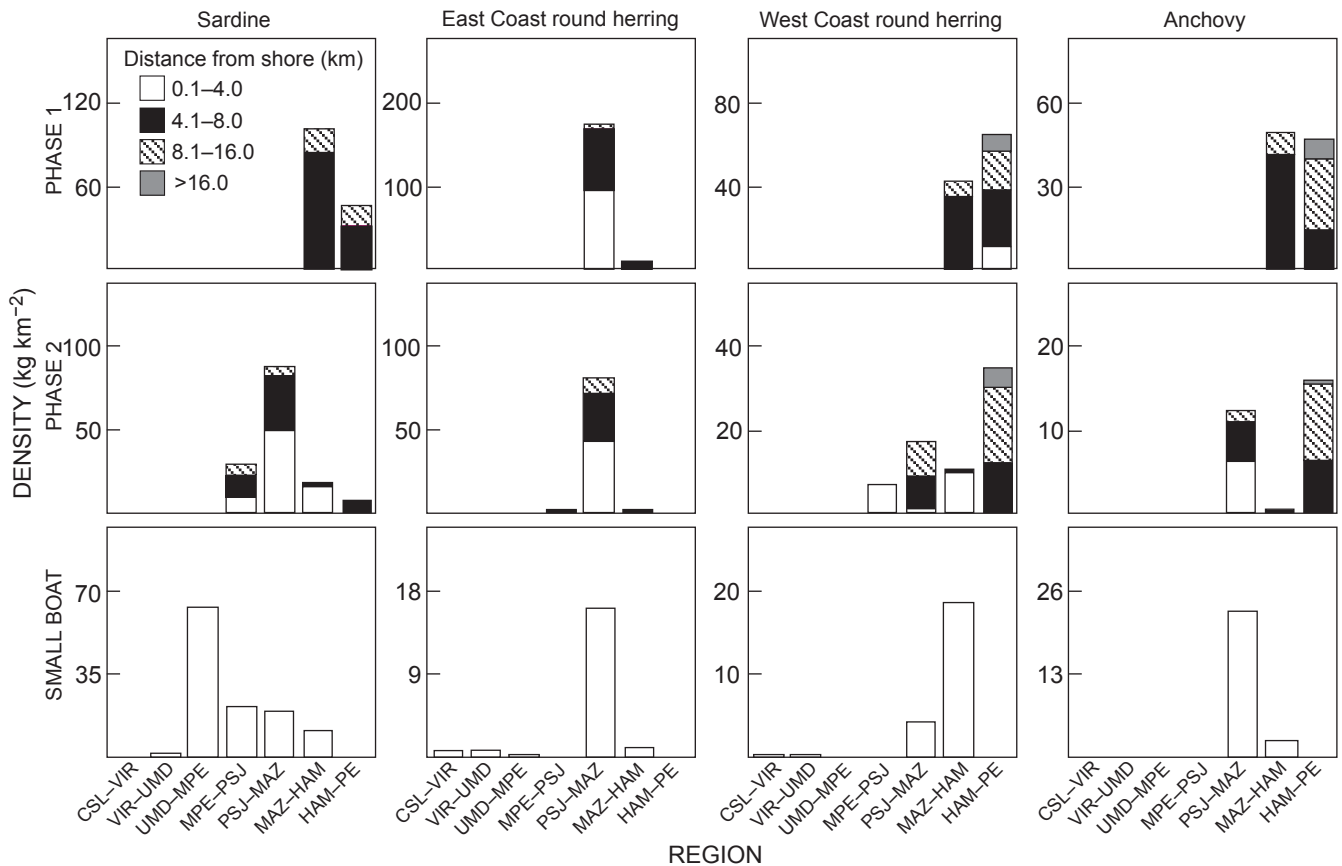 Sardine East Coast round herring West Coast round herring Anchovy
Distance from shore (km)
0.1–4.0
4.1–8.0
8.1–16.0
>16.0
PHASE 1
120
60
200
100
80
40
60
30
DENSITY (kg km−2)
PHASE 2
100
50
100
50
40
20
20
10
SMALL BOAT
70
35
18
9
20
10
26
13
CSL–VIR VIR–UMD UMD–MPE MPE–PSJ PSJ–MAZ MAZ–HAM HAM–PE
CSL–VIR VIR–UMD UMD–MPE MPE–PSJ PSJ–MAZ MAZ–HAM HAM–PE
CSL–VIR VIR–UMD UMD–MPE MPE–PSJ PSJ–MAZ MAZ–HAM HAM–PE
CSL–VIR VIR–UMD UMD–MPE MPE–PSJ PSJ–MAZ MAZ–HAM HAM–PE
REGION